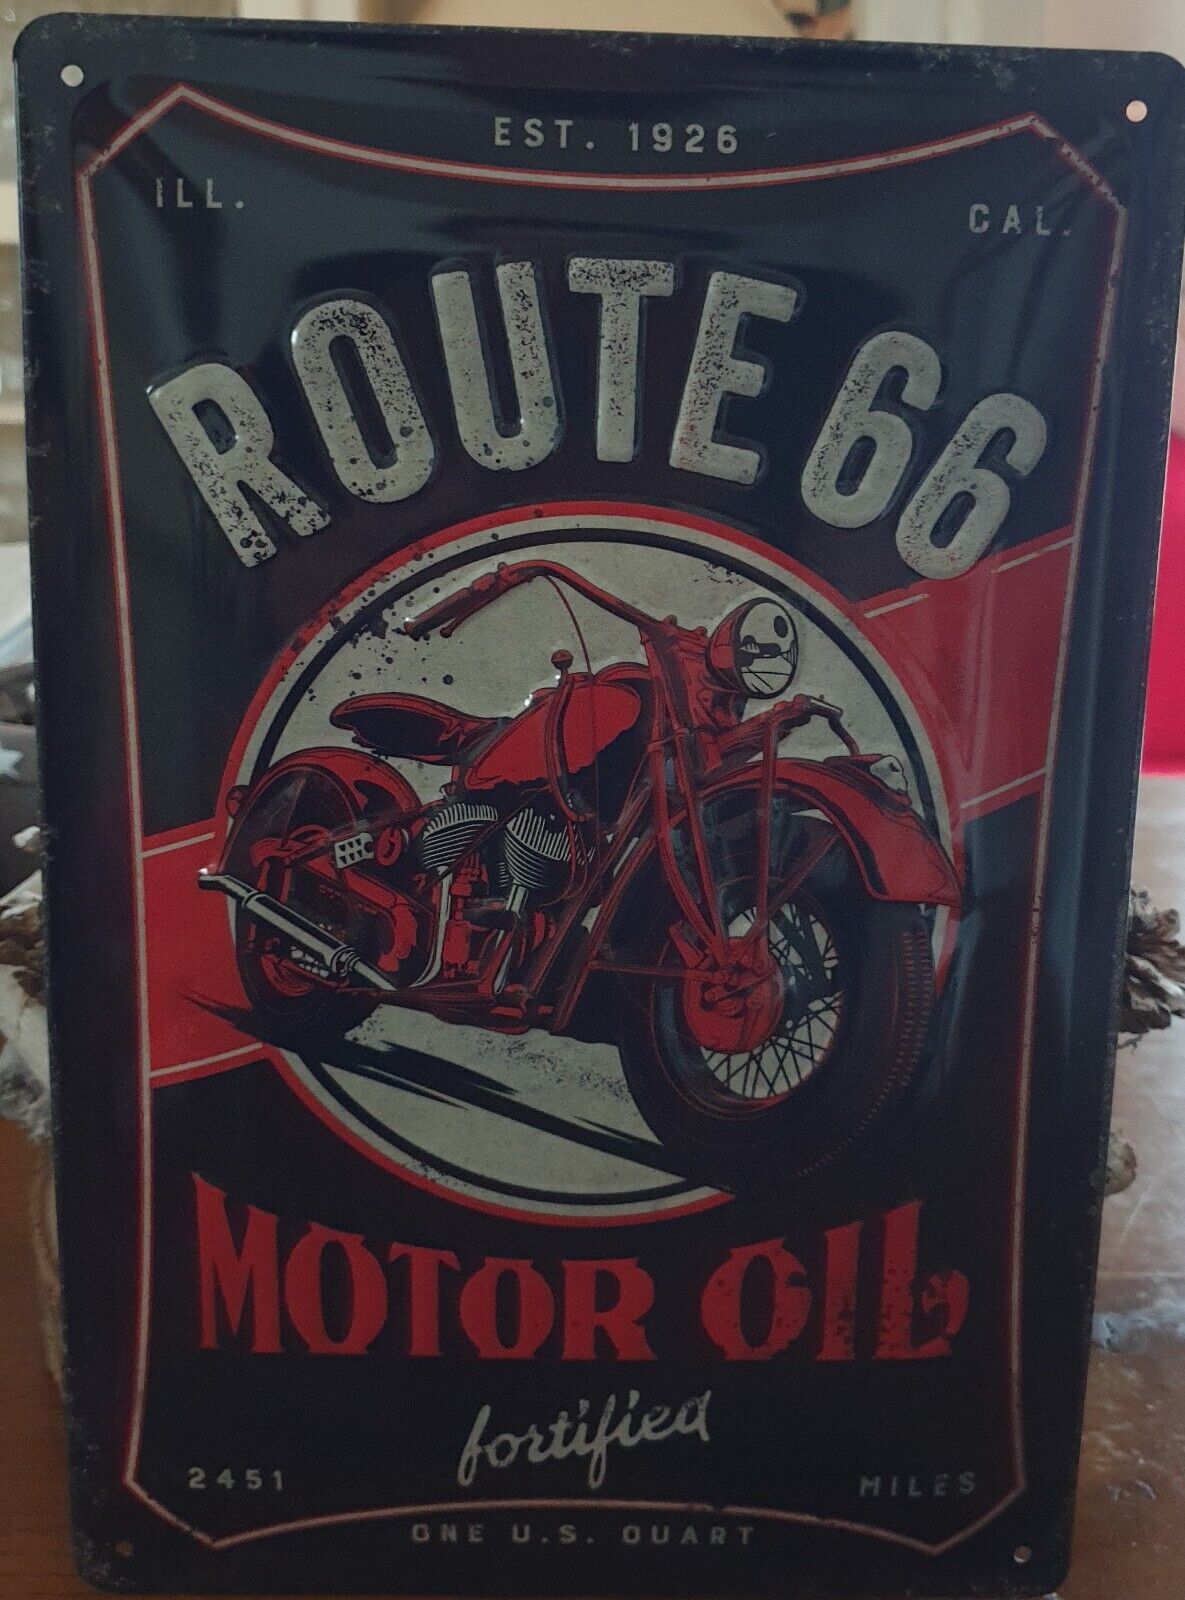 EST. 1926
ILL.
CAL.
ROUTE 66
MOTOR OIL
fortified
2451
MILES
ONE U.S. QUART